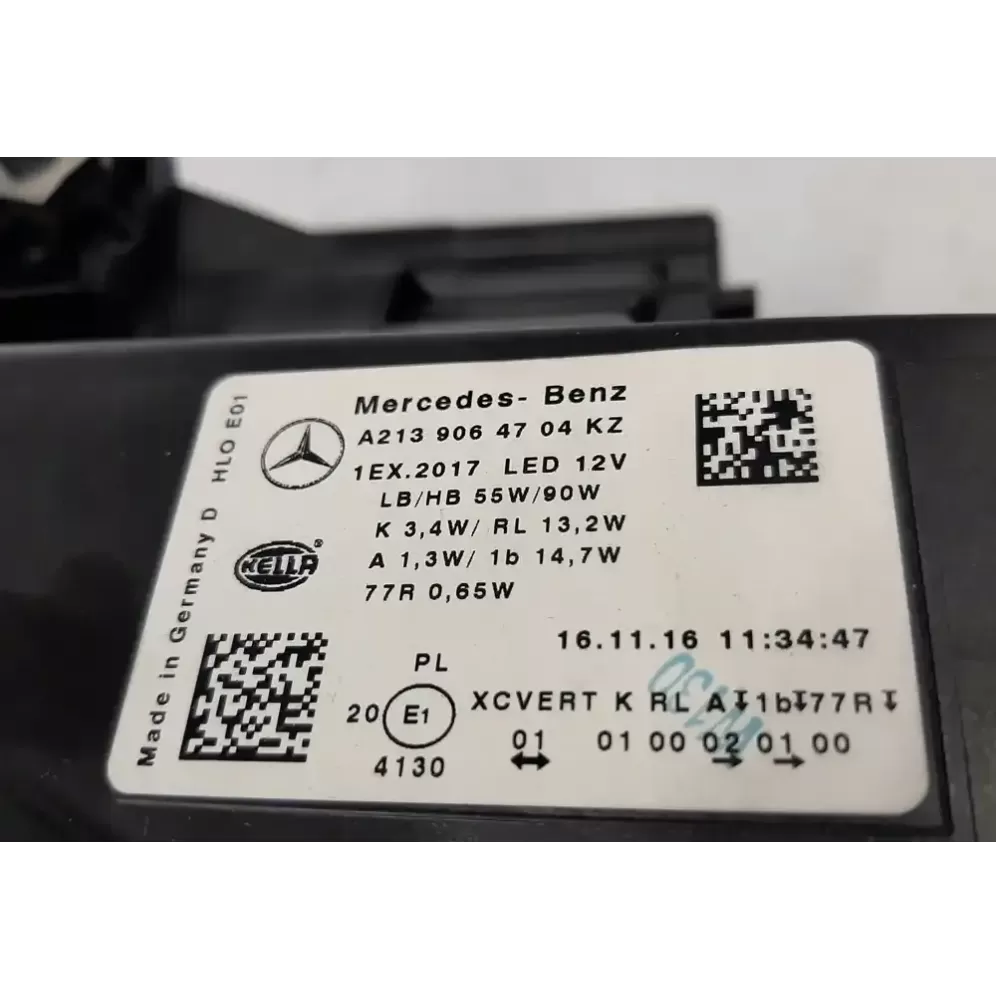 Mercedes- Benz
A213 906 47 04 KZ
1EX.2017 LED 12V
LB/HB 55W/90W
K 3,4W/ RL 13,2W
A 1,3W/ 1b 14,7W
77R 0,65W
HELLA®
Made in Germany D HLO E01
16.11.16 11:34:47
PL
20 E1
4130
XCVERT K RL A↧1b↧77R↧
01 01 00 02 01 00
↔ → →